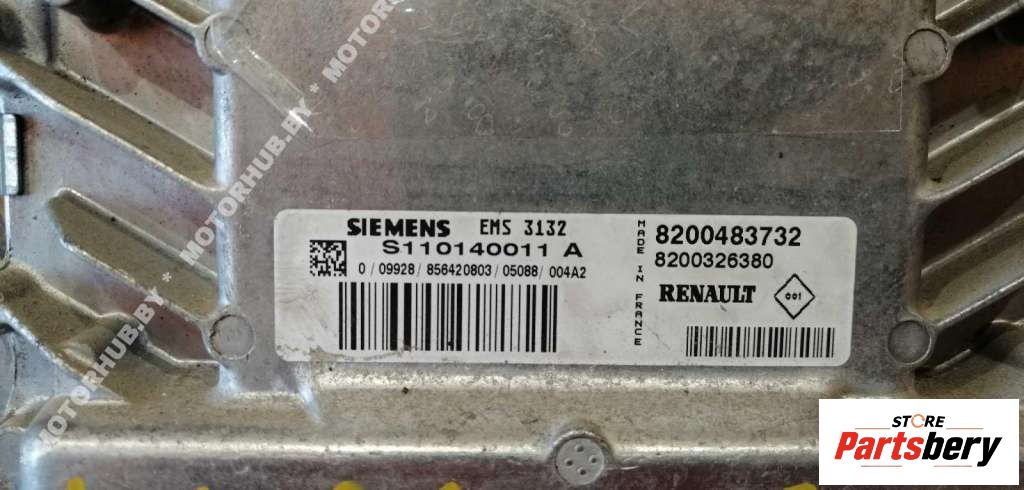 SIEMENS EMS 3132
S110140011 A
0 / 09928 / 856420803 / 05088 / 004A2
MADE IN FRANCE
8200483732
8200326380
RENAULT 001
MOTORHUB.BY * MOTORHUB.BY * MOTORHUB.BY
STORE
Partsbery